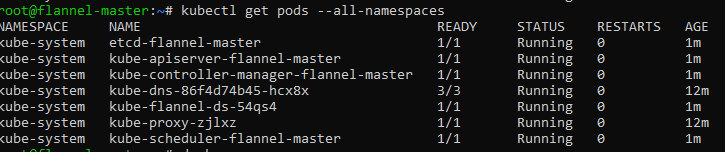 root@flannel-master:~# kubectl get pods --all-namespaces
NAMESPACE NAME READY STATUS RESTARTS AGE
kube-system etcd-flannel-master 1/1 Running 0 1m
kube-system kube-apiserver-flannel-master 1/1 Running 0 1m
kube-system kube-controller-manager-flannel-master 1/1 Running 0 1m
kube-system kube-dns-86f4d74b45-hcx8x 3/3 Running 0 12m
kube-system kube-flannel-ds-54qs4 1/1 Running 0 1m
kube-system kube-proxy-zjlxz 1/1 Running 0 12m
kube-system kube-scheduler-flannel-master 1/1 Running 0 1m